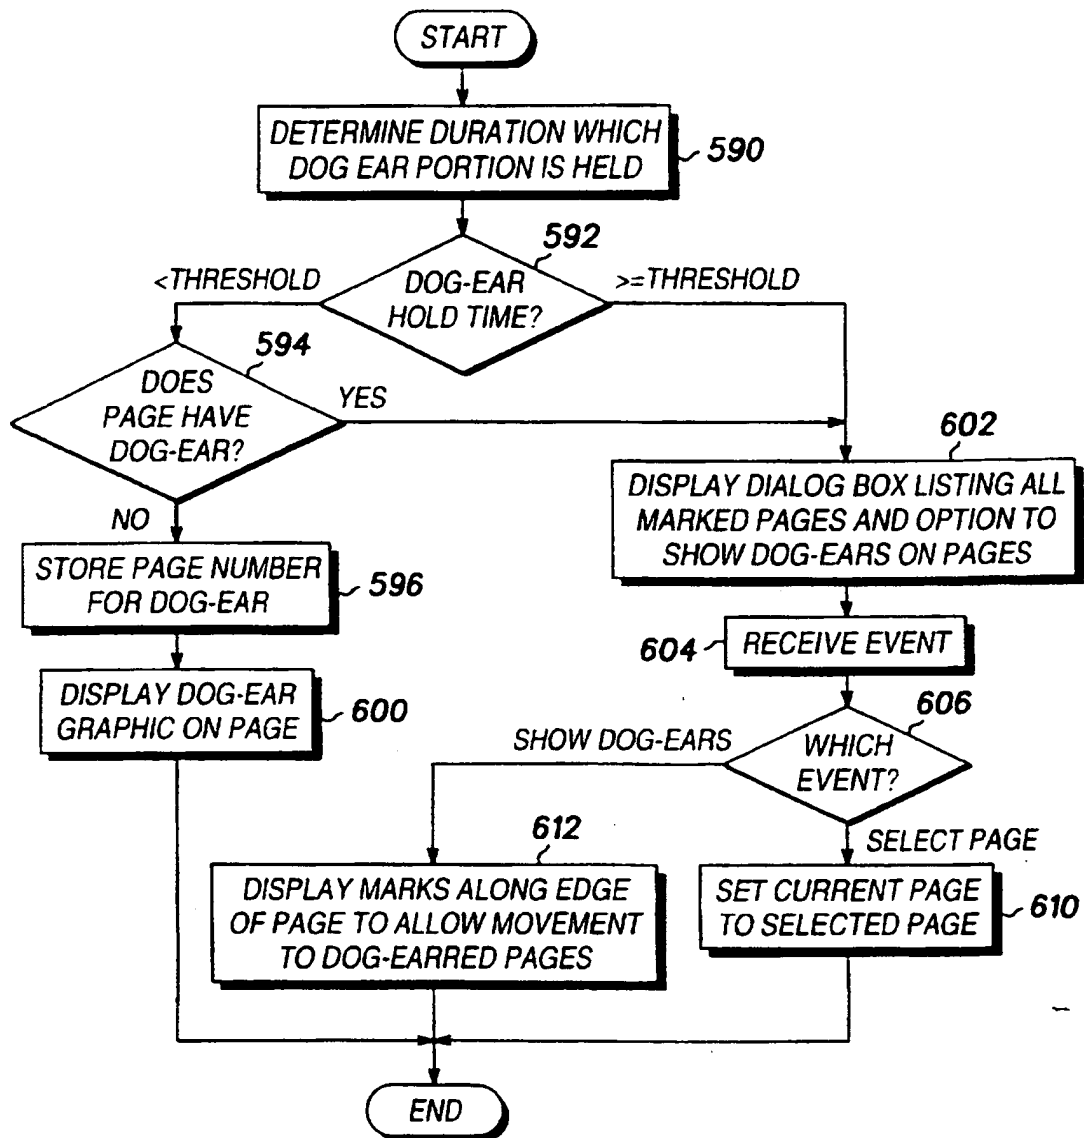 START
DETERMINE DURATION WHICH
DOG EAR PORTION IS HELD
590
592
<THRESHOLD
DOG-EAR
HOLD TIME?
>=THRESHOLD
594
DOES
PAGE HAVE
DOG-EAR?
YES
NO
602
DISPLAY DIALOG BOX LISTING ALL
MARKED PAGES AND OPTION TO
SHOW DOG-EARS ON PAGES
STORE PAGE NUMBER
FOR DOG-EAR
596
604
RECEIVE EVENT
DISPLAY DOG-EAR
GRAPHIC ON PAGE
600
606
SHOW DOG-EARS
WHICH
EVENT?
SELECT PAGE
612
DISPLAY MARKS ALONG EDGE
OF PAGE TO ALLOW MOVEMENT
TO DOG-EARRED PAGES
SET CURRENT PAGE
TO SELECTED PAGE
610
END